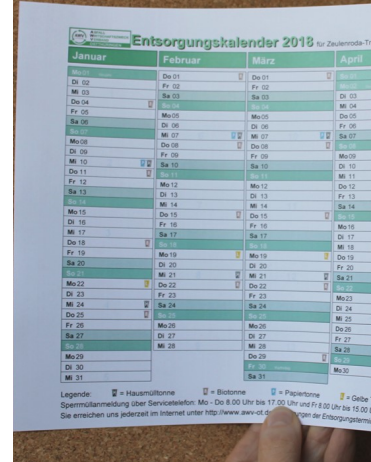 Entsorgungskalender 2018 für Zeulenroda-Tr
Januar
Mo 01
Di 02
Mi 03
Do 04
Fr 05
Sa 06
So 07
Mo 08
Di 09
Mi 10
Do 11
Fr 12
Sa 13
So 14
Mo 15
Di 16
Mi 17
Do 18
Fr 19
Sa 20
So 21
Mo 22
Di 23
Mi 24
Do 25
Fr 26
Sa 27
So 28
Mo 29
Di 30
Mi 31
Februar
Do 01
Fr 02
Sa 03
So 04
Mo 05
Di 06
Mi 07
Do 08
Fr 09
Sa 10
So 11
Mo 12
Di 13
Mi 14
Do 15
Fr 16
Sa 17
So 18
Mo 19
Di 20
Mi 21
Do 22
Fr 23
Sa 24
So 25
Mo 26
Di 27
Mi 28
März
Do 01
Fr 02
Sa 03
So 04
Mo 05
Di 06
Mi 07
Do 08
Fr 09
Sa 10
So 11
Mo 12
Di 13
Mi 14
Do 15
Fr 16
Sa 17
So 18
Mo 19
Di 20
Mi 21
Do 22
Fr 23
Sa 24
So 25
Mo 26
Di 27
Mi 28
Do 29
Fr 30
Sa 31
April
So 01
Mo 02
Di 03
Mi 04
Do 05
Fr 06
Sa 07
So 08
Mo 09
Di 10
Mi 11
Do 12
Fr 13
Sa 14
So 15
Mo 16
Di 17
Mi 18
Do 19
Fr 20
Sa 21
So 22
Mo 23
Di 24
Mi 25
Do 26
Fr 27
Sa 28
So 29
Mo 30
Legende: = Hausmülltonne = Biotonne = Papiertonne = Gelbe
Sperrmüllanmeldung über Servicetelefon: Mo - Do 8.00 Uhr bis 17.00 Uhr und Fr 8.00 Uhr bis 15.00
Sie erreichen uns jederzeit im Internet unter http://www.awv-ot.d ungen der Entsorgungstermi